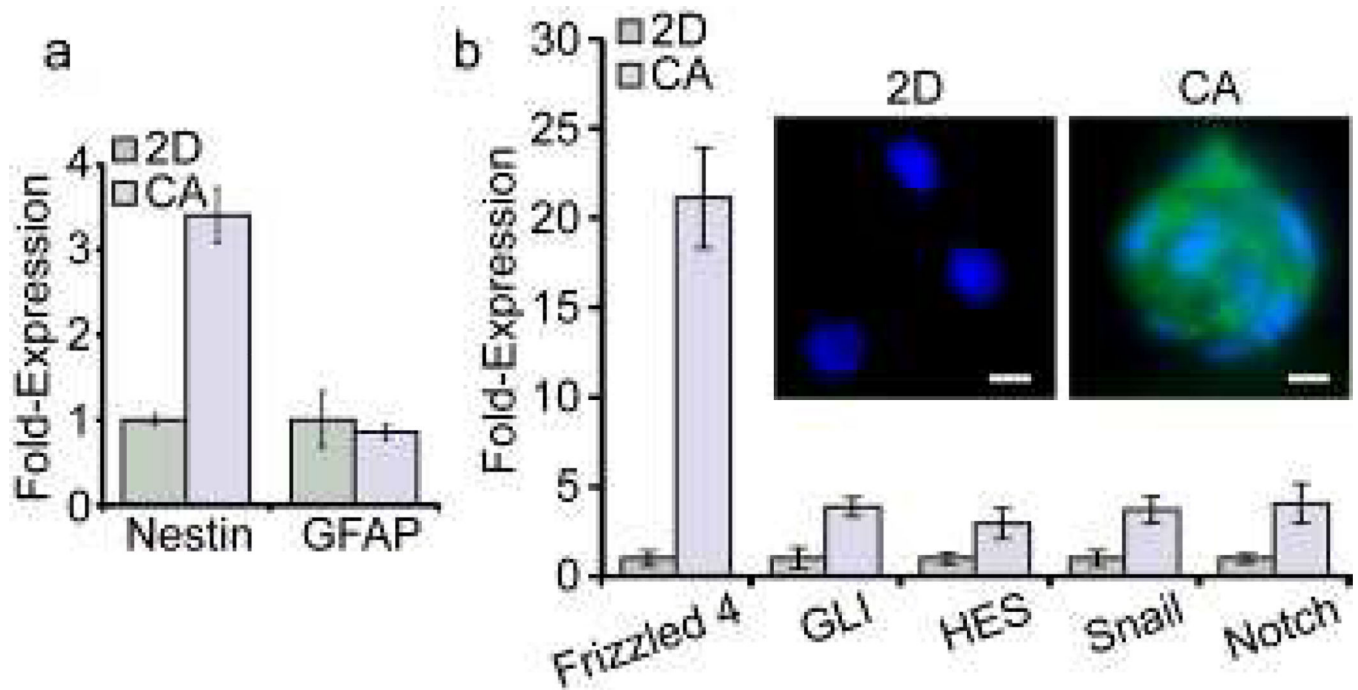 a
2D
CA
Fold-Expression
4
3
2
1
0
Nestin GFAP
b
2D
CA
Fold-Expression
30
25
20
15
10
5
0
Frizzled 4 GLI HES Snail Notch
2D CA